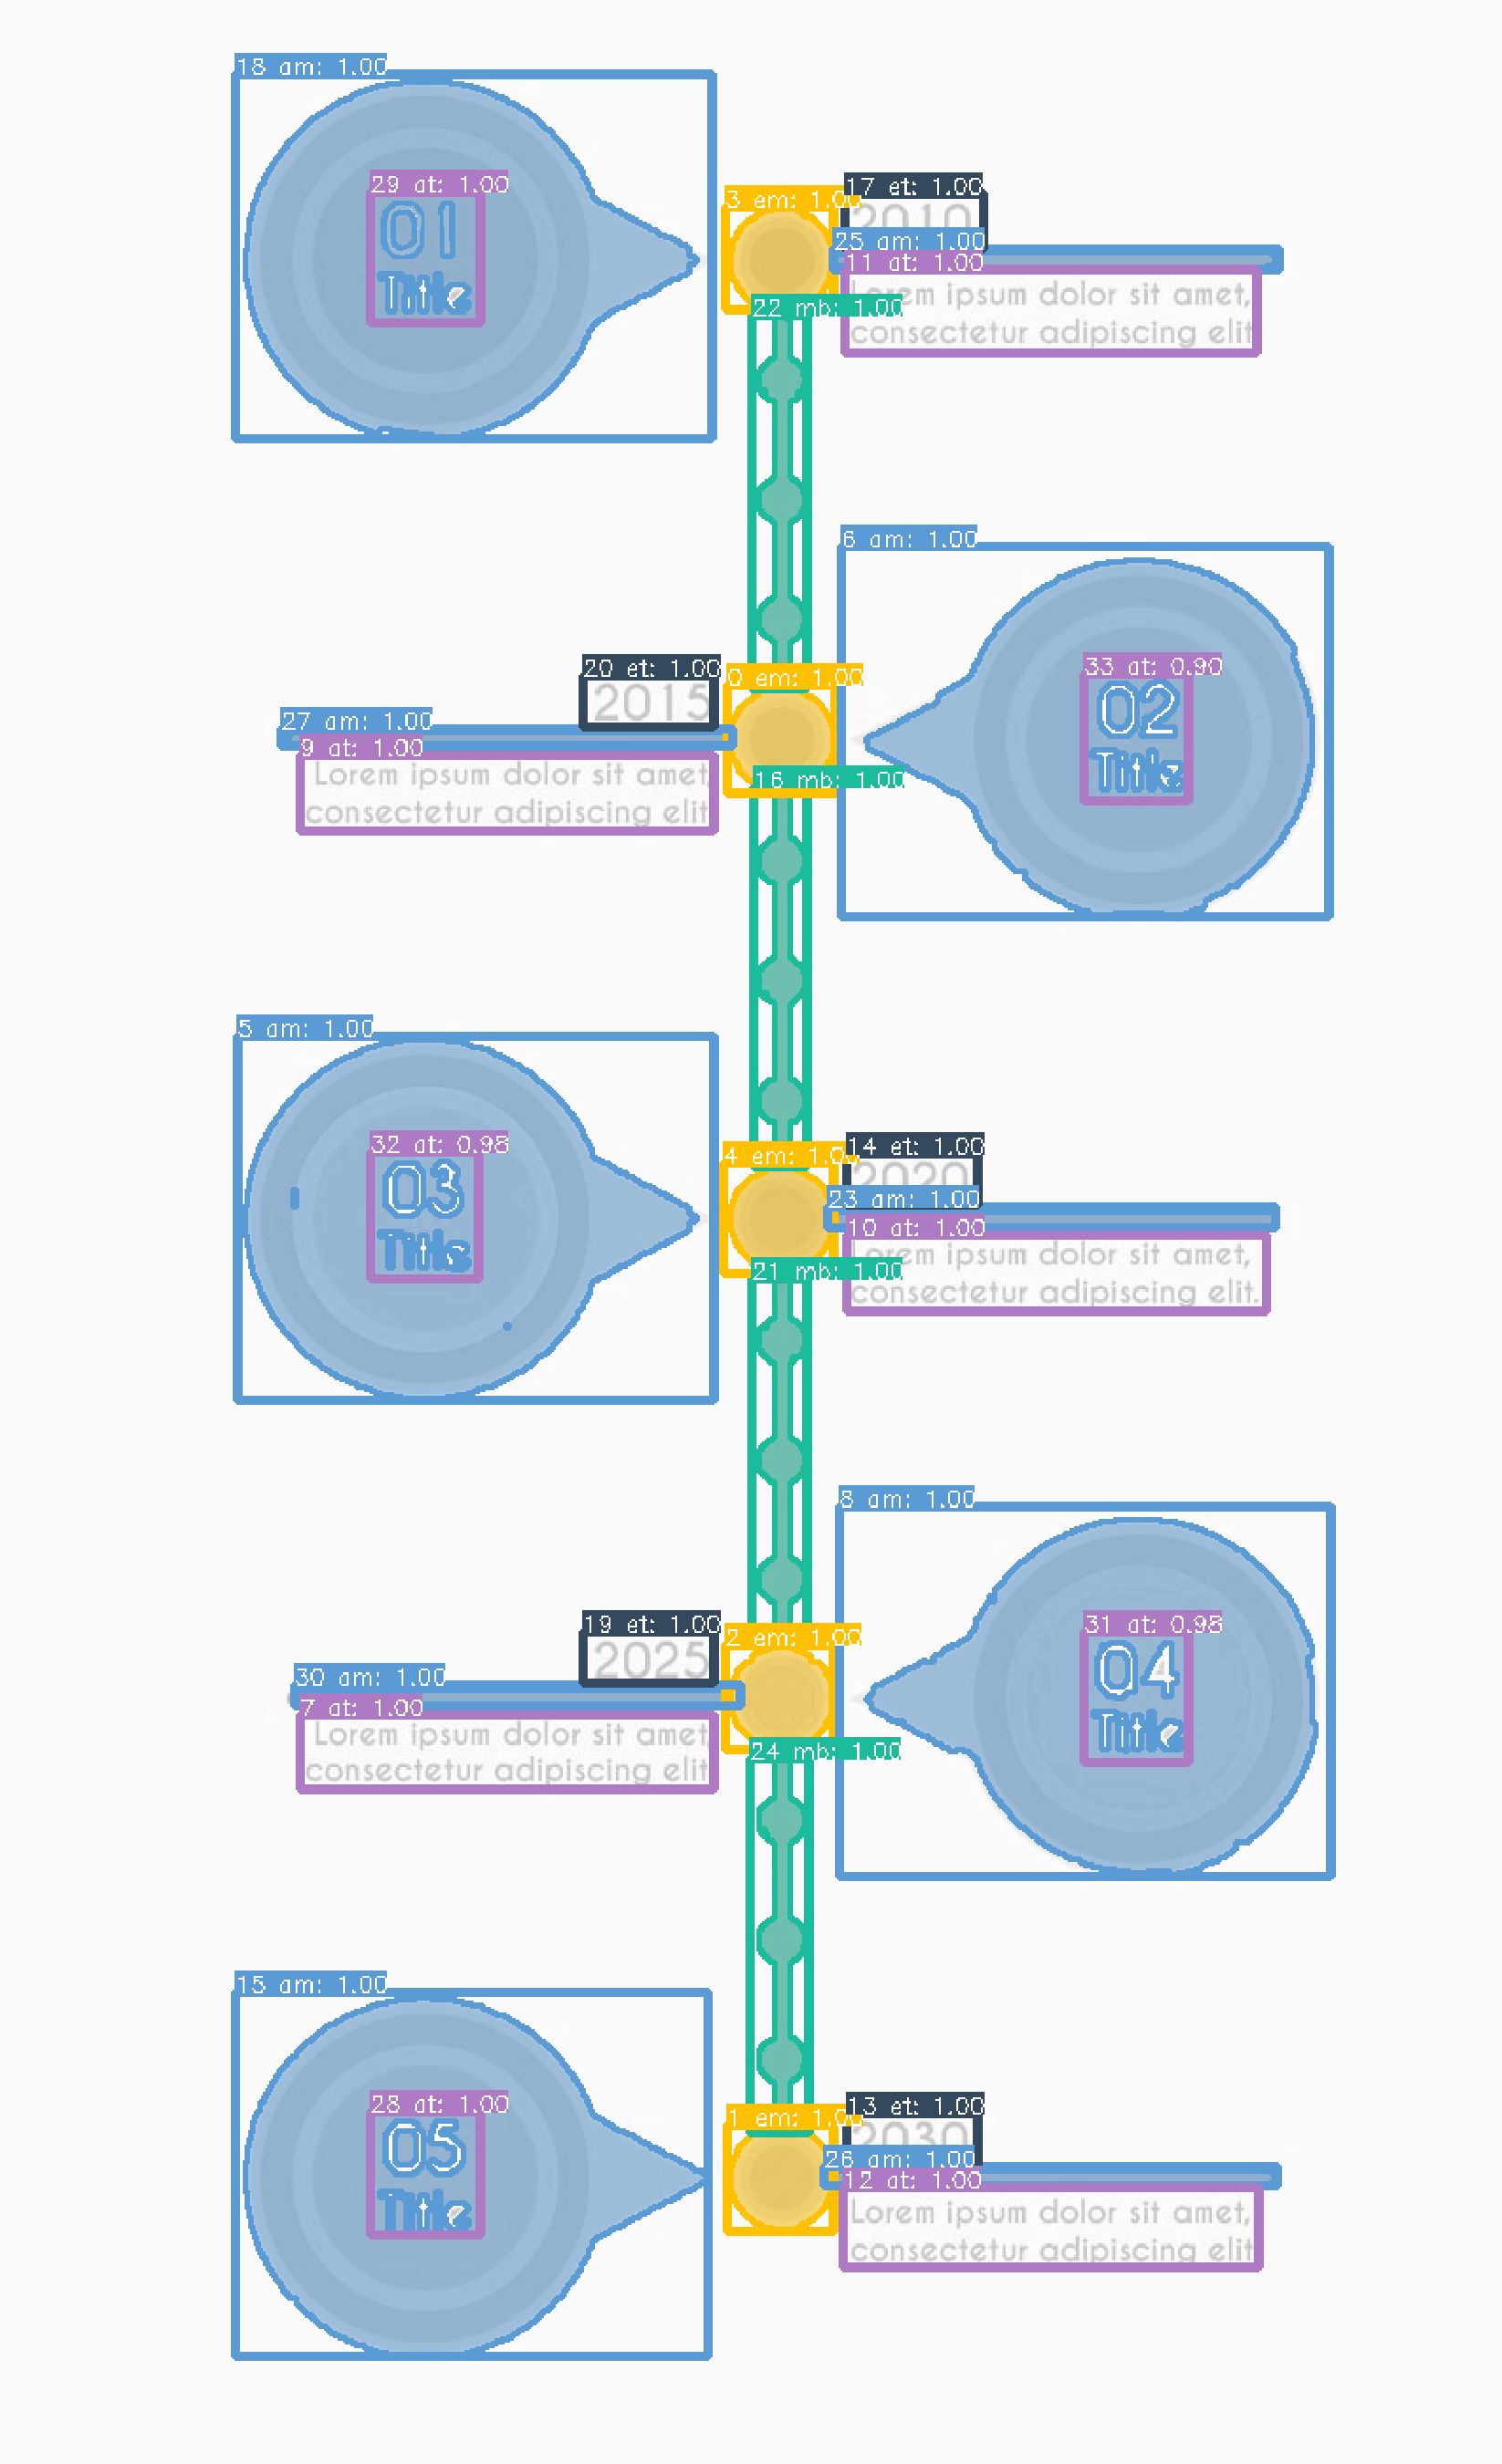 18 am: 1.00
29 at: 1.00
01
Title
3 em: 1.00
17 et: 1.00
2010
25 am: 1.00
11 at: 1.00
Lorem ipsum dolor sit amet,
consectetur adipiscing elit
22 mb: 1.00
6 am: 1.00
33 at: 0.90
02
Title
20 et: 1.00
2015
0 em: 1.00
27 am: 1.00
9 at: 1.00
Lorem ipsum dolor sit amet,
consectetur adipiscing elit
16 mb: 1.00
5 am: 1.00
32 at: 0.98
03
Title
4 em: 1.00
14 et: 1.00
2020
23 am: 1.00
10 at: 1.00
Lorem ipsum dolor sit amet,
consectetur adipiscing elit.
21 mb: 1.00
8 am: 1.00
31 at: 0.98
04
Title
19 et: 1.00
2025
2 em: 1.00
30 am: 1.00
7 at: 1.00
Lorem ipsum dolor sit amet,
consectetur adipiscing elit
24 mb: 1.00
15 am: 1.00
28 at: 1.00
05
Title
1 em: 1.00
13 et: 1.00
2030
26 am: 1.00
12 at: 1.00
Lorem ipsum dolor sit amet,
consectetur adipiscing elit